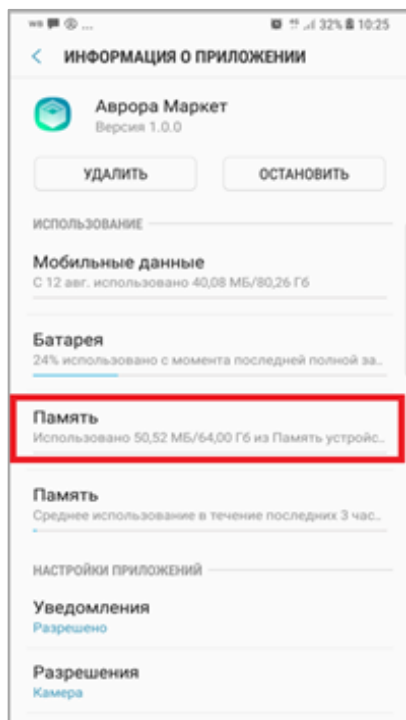 WB ... 32% 10:25
ИНФОРМАЦИЯ О ПРИЛОЖЕНИИ
Аврора Маркет
Версия 1.0.0
УДАЛИТЬ ОСТАНОВИТЬ
ИСПОЛЬЗОВАНИЕ
Мобильные данные
С 12 авг. использовано 40,08 МБ/80,26 Гб
Батарея
24% использовано с момента последней полной за..
Память
Использовано 50,52 МБ/64,00 Гб из Память устройс..
Память
Среднее использование в течение последних 3 час..
НАСТРОЙКИ ПРИЛОЖЕНИЙ
Уведомления
Разрешено
Разрешения
Камера